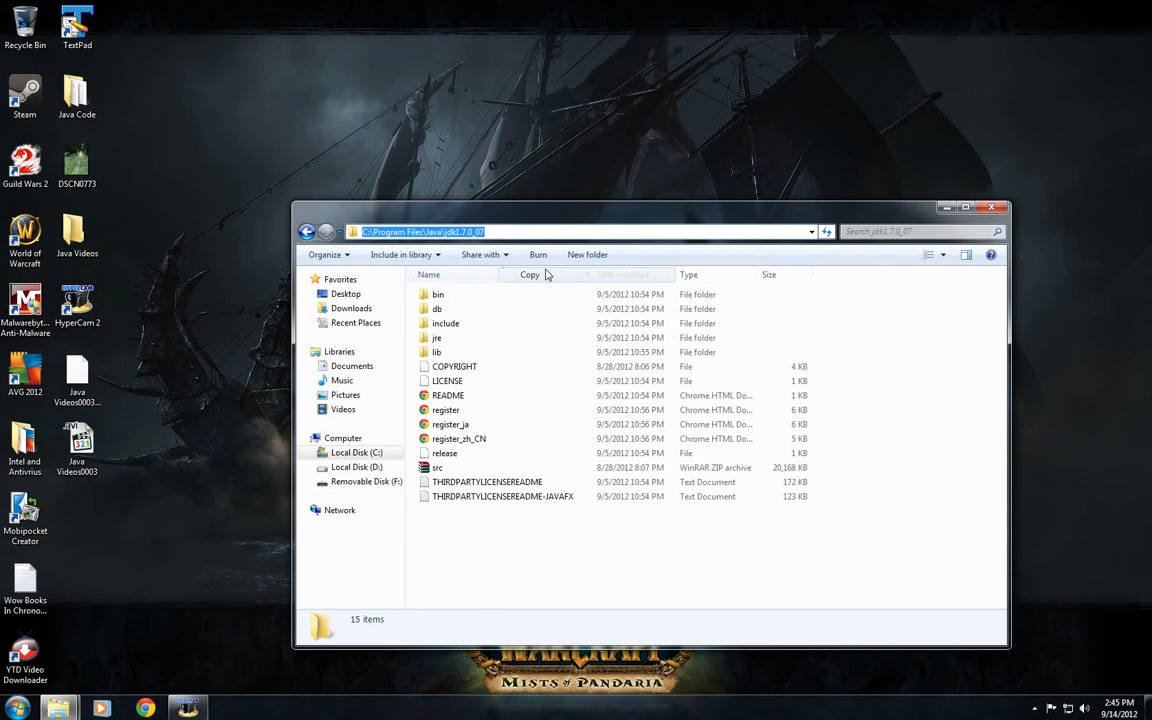 Recycle Bin
TextPad
Steam
Java Code
Guild Wars 2
DSCN0773
World of
Warcraft
Java Videos
Malwarebyt...
Anti-Malware
HyperCam 2
AVG 2012
Java
Videos0003...
Intel and
Antivrius
.avi
321
Java
Videos0003
Mobipocket
Creator
Wow Books
In Chrono...
YTD Video
Downloader
C:\Program Files\Java\jdk1.7.0_07
Search jdk1.7.0_07
Organize
Include in library
Share with
Burn
New folder
Favorites
Desktop
Downloads
Recent Places
Libraries
Documents
Music
Pictures
Videos
Computer
Local Disk (C:)
Local Disk (D:)
Removable Disk (F:)
Network
Name
Copy
Date modified
Type
Size
bin 9/5/2012 10:54 PM File folder
db 9/5/2012 10:54 PM File folder
include 9/5/2012 10:54 PM File folder
jre 9/5/2012 10:54 PM File folder
lib 9/5/2012 10:55 PM File folder
COPYRIGHT 8/28/2012 8:06 PM File 4 KB
LICENSE 9/5/2012 10:54 PM File 1 KB
README 9/5/2012 10:54 PM Chrome HTML Do... 1 KB
register 9/5/2012 10:56 PM Chrome HTML Do... 6 KB
register_ja 9/5/2012 10:56 PM Chrome HTML Do... 6 KB
register_zh_CN 9/5/2012 10:56 PM Chrome HTML Do... 5 KB
release 9/5/2012 10:54 PM File 1 KB
src 8/28/2012 8:07 PM WinRAR ZIP archive 20,168 KB
THIRDPARTYLICENSEREADME 9/5/2012 10:54 PM Text Document 172 KB
THIRDPARTYLICENSEREADME-JAVAFX 9/5/2012 10:54 PM Text Document 123 KB
15 items
MISTS of PANDARIA
2:45 PM
9/14/2012